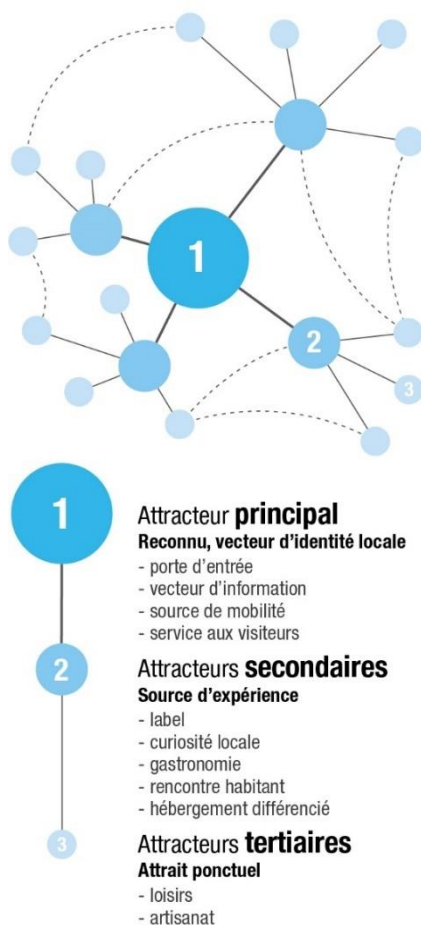 1
2
3
1
Attracteur principal
Reconnu, vecteur d'identité locale
- porte d'entrée
- vecteur d'information
- source de mobilité
- service aux visiteurs
2
Attracteurs secondaires
Source d'expérience
- label
- curiosité locale
- gastronomie
- rencontre habitant
- hébergement différencié
3
Attracteurs tertiaires
Attrait ponctuel
- loisirs
- artisanat